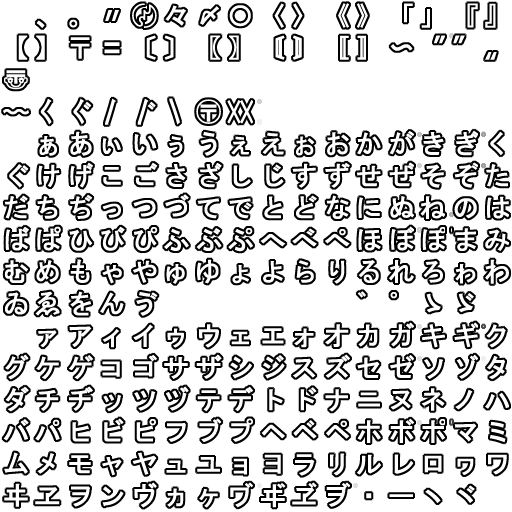 、。〃〄々〆〇〈〉《》「」『』
【】〒〓〔〕〖〗〘〙〚〛〜〝〞〟
〠
〰〱〲〳〴〵〶
ぁあぃいぅうぇえぉおかがきぎく
ぐけげこごさざしじすずせぜそぞた
だちぢっつづてでとどなにぬねのは
ばぱひびぴふぶぷへべぺほぼぽまみ
むめもゃやゅゆょよらりるれろゎわ
ゐゑをんゔ゛゜ゝゞ
ァアィイゥウェエォオカガキギク
グケゲコゴサザシジスズセゼソゾタ
ダチヂッツヅテデトドナニヌネノハ
バパヒビピフブプヘベペホボポマミ
ムメモャヤュユョヨラリルレロヮワ
ヰヱヲンヴヵヶヷヸヹヺ・ーヽヾ